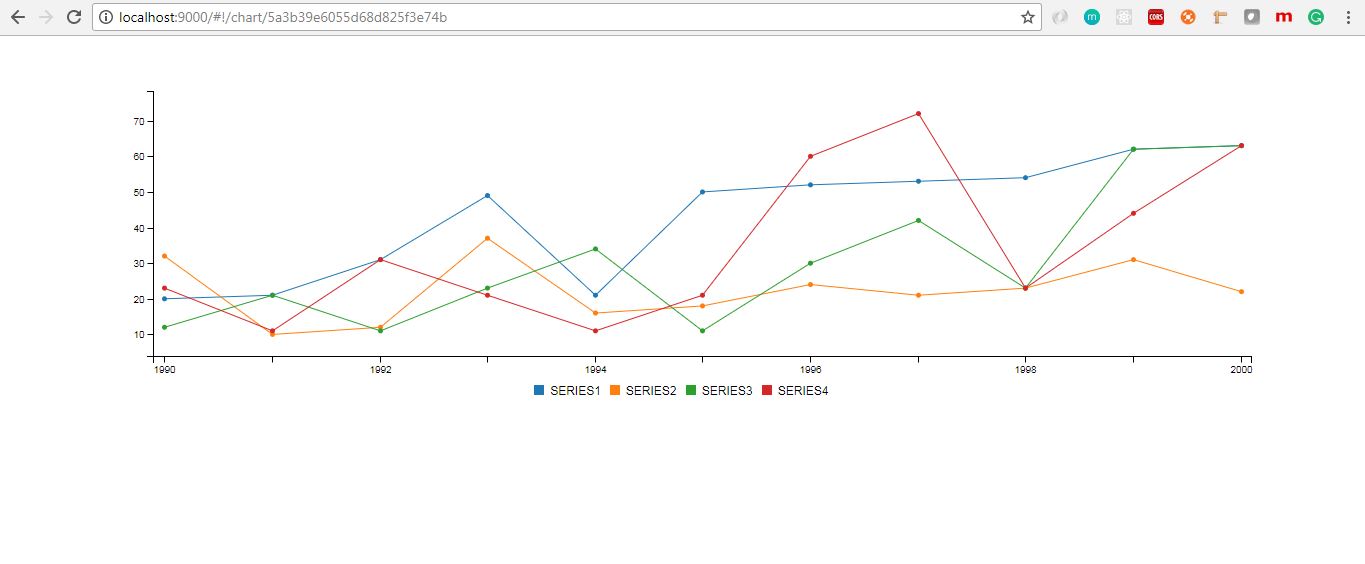 localhost:9000/#!/chart/5a3b39e6055d68d825f3e74b
m
CORS
m
G
70
60
50
40
30
20
10
1990 1992 1994 1996 1998 2000
SERIES1 SERIES2 SERIES3 SERIES4